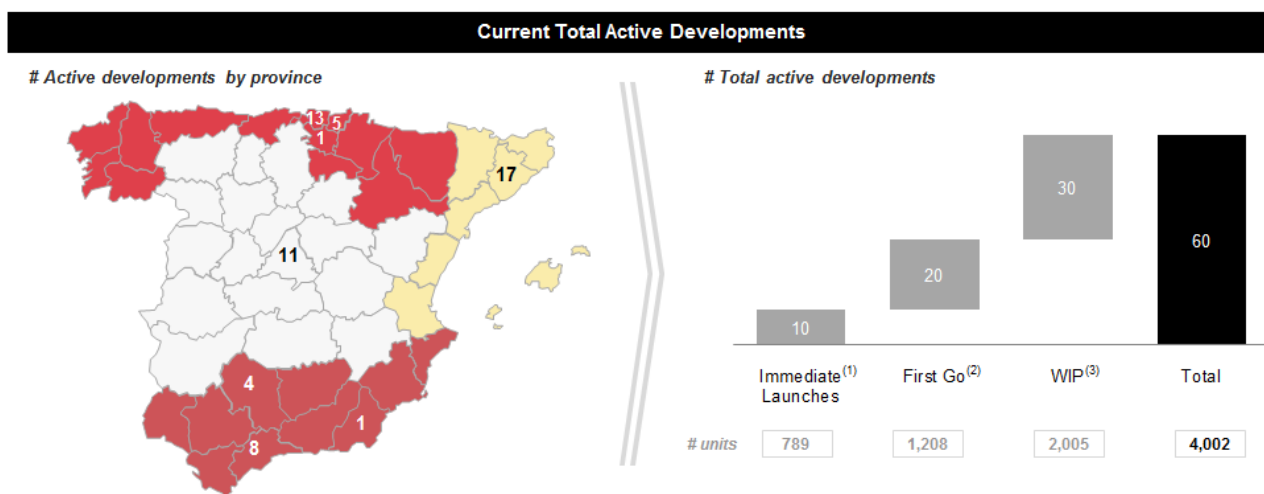 Current Total Active Developments
# Active developments by province
13
5
1
17
11
4
1
8
# Total active developments
30
60
20
10
Immediate(1)
Launches
First Go(2)
WIP(3)
Total
# units
789
1,208
2,005
4,002